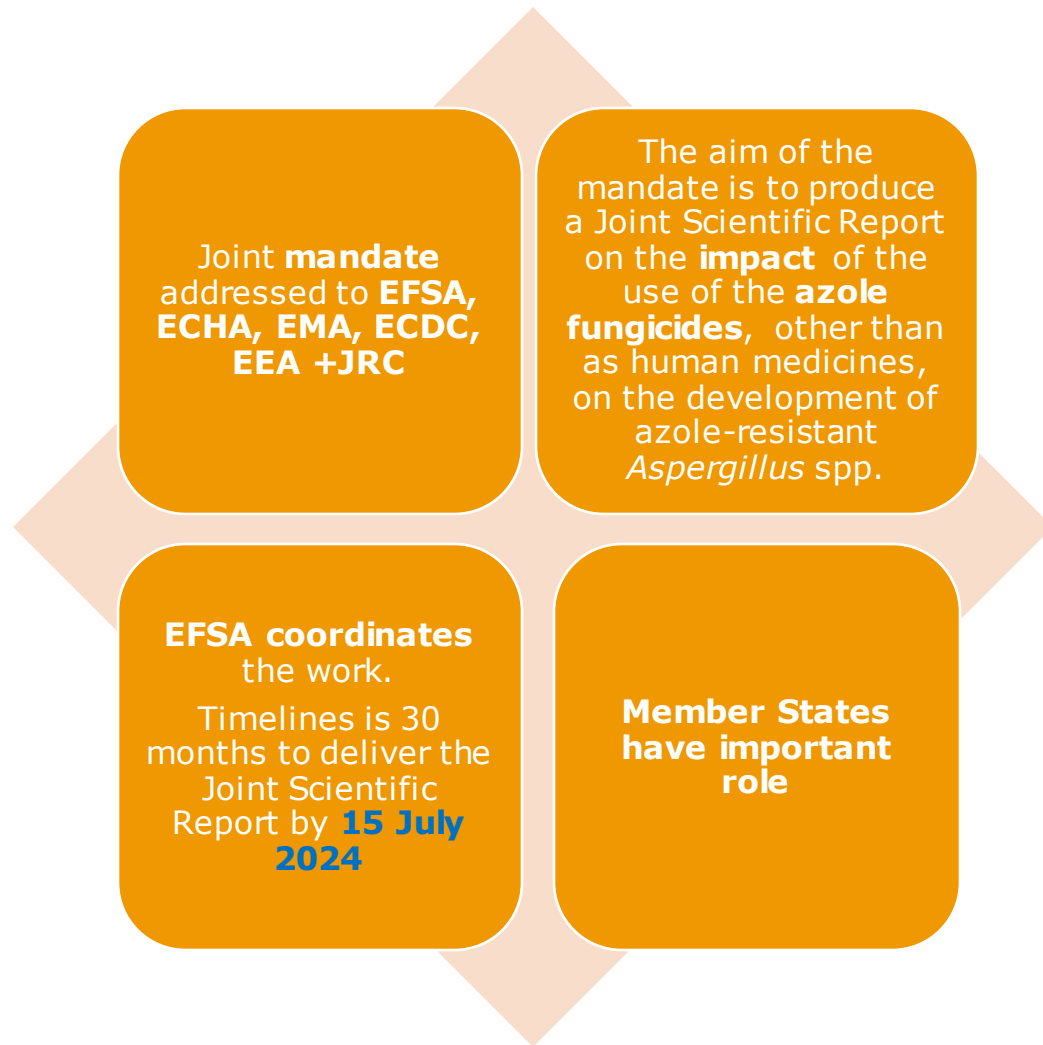 Joint mandate
addressed to EFSA,
ECHA, EMA, ECDC,
EEA +JRC
The aim of the
mandate is to produce
a Joint Scientific Report
on the impact of the
use of the azole
fungicides, other than
as human medicines,
on the development of
azole-resistant
Aspergillus spp.
EFSA coordinates
the work.
Timelines is 30
months to deliver the
Joint Scientific
Report by 15 July
2024
Member States
have important
role